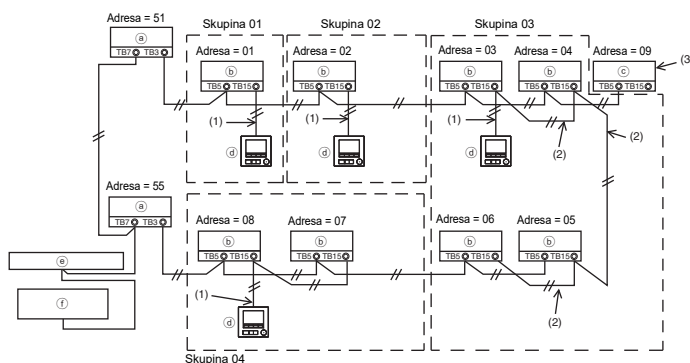 Skupina 01
Skupina 02
Skupina 03
Adresa = 51
ⓐ
TB7 TB3
Adresa = 01
ⓑ
TB5 TB15
Adresa = 02
ⓑ
TB5 TB15
Adresa = 03
ⓑ
TB5 TB15
Adresa = 04
ⓑ
TB5 TB15
Adresa = 09
ⓒ
TB5 TB15
(3
(1)
(1)
(1)
(2)
(2)
ⓓ
ⓓ
ⓓ
Adresa = 55
ⓐ
TB7 TB3
Adresa = 08
ⓑ
TB5 TB15
Adresa = 07
ⓑ
TB5 TB15
Adresa = 06
ⓑ
TB5 TB15
Adresa = 05
ⓑ
TB5 TB15
ⓔ
ⓕ
(1)
ⓓ
(2)
Skupina 04